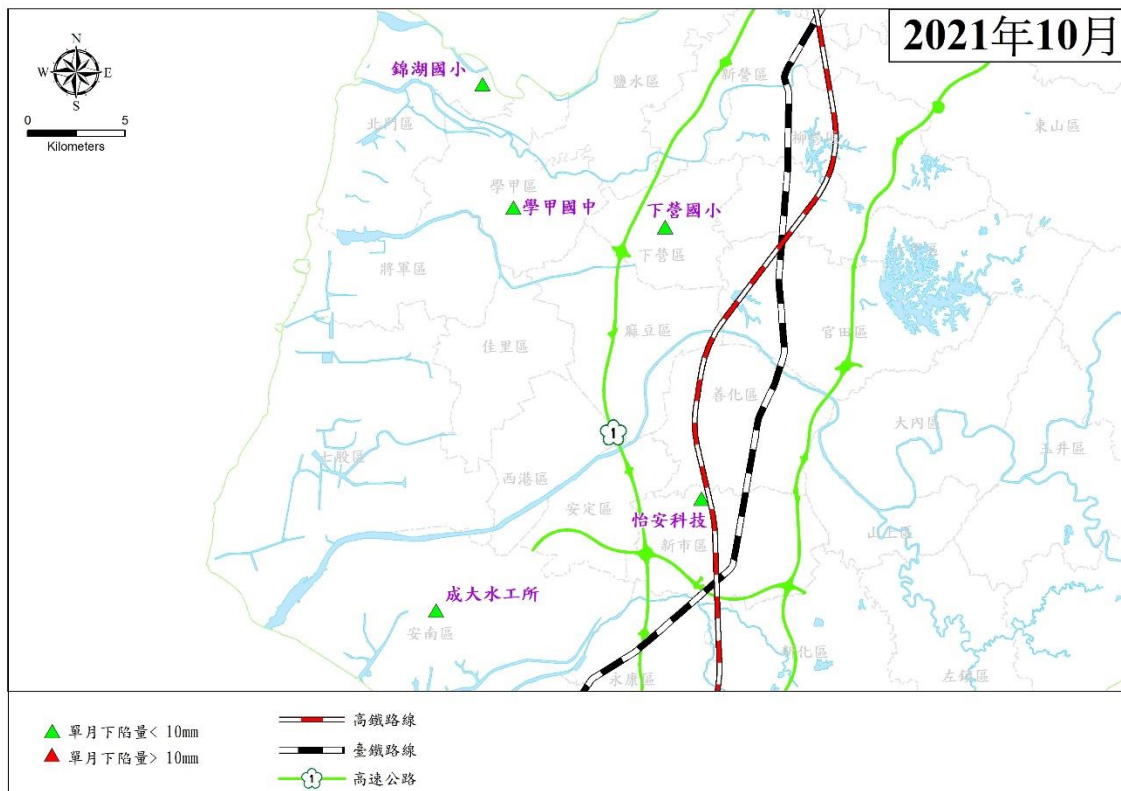 2021年10月
N
W E
S
0 5
Kilometers
錦湖國小
鹽水區
新營區
北門區
東山區
柳營區
學甲區
學甲國中
下營國小
下營區
將軍區
麻豆區
官田區
佳里區
善化區
大內區
玉井區
1
七股區
西港區
安定區
怡安科技
新市區
山上區
成大水工所
安南區
新化區
永康區
左鎮區
單月下陷量< 10mm
單月下陷量> 10mm
高鐵路線
臺鐵路線
1 高速公路